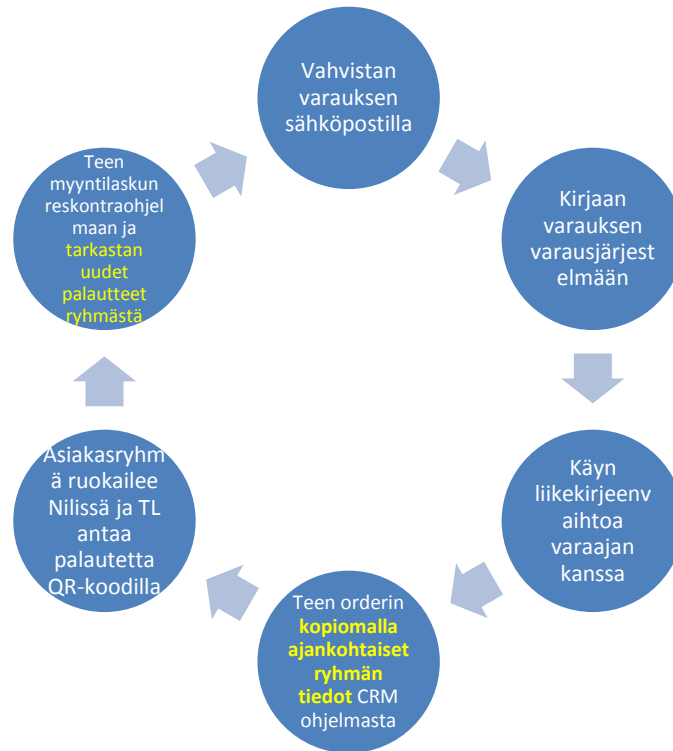 Vahvistan
varauksen
sähköpostilla
Kirjaan
varauksen
varausjärjest
elmään
Käyn
liikekirjeenv
aihtoa
varaajan
kanssa
Teen orderin
kopiomalla
ajankohtaiset
ryhmän
tiedot CRM
ohjelmasta
Asiakasryhm
ä ruokailee
Nilissä ja TL
antaa
palautetta
QR-koodilla
Teen
myyntilaskun
reskontraohjel
maan ja
tarkastan
uudet
palautteet
ryhmästä